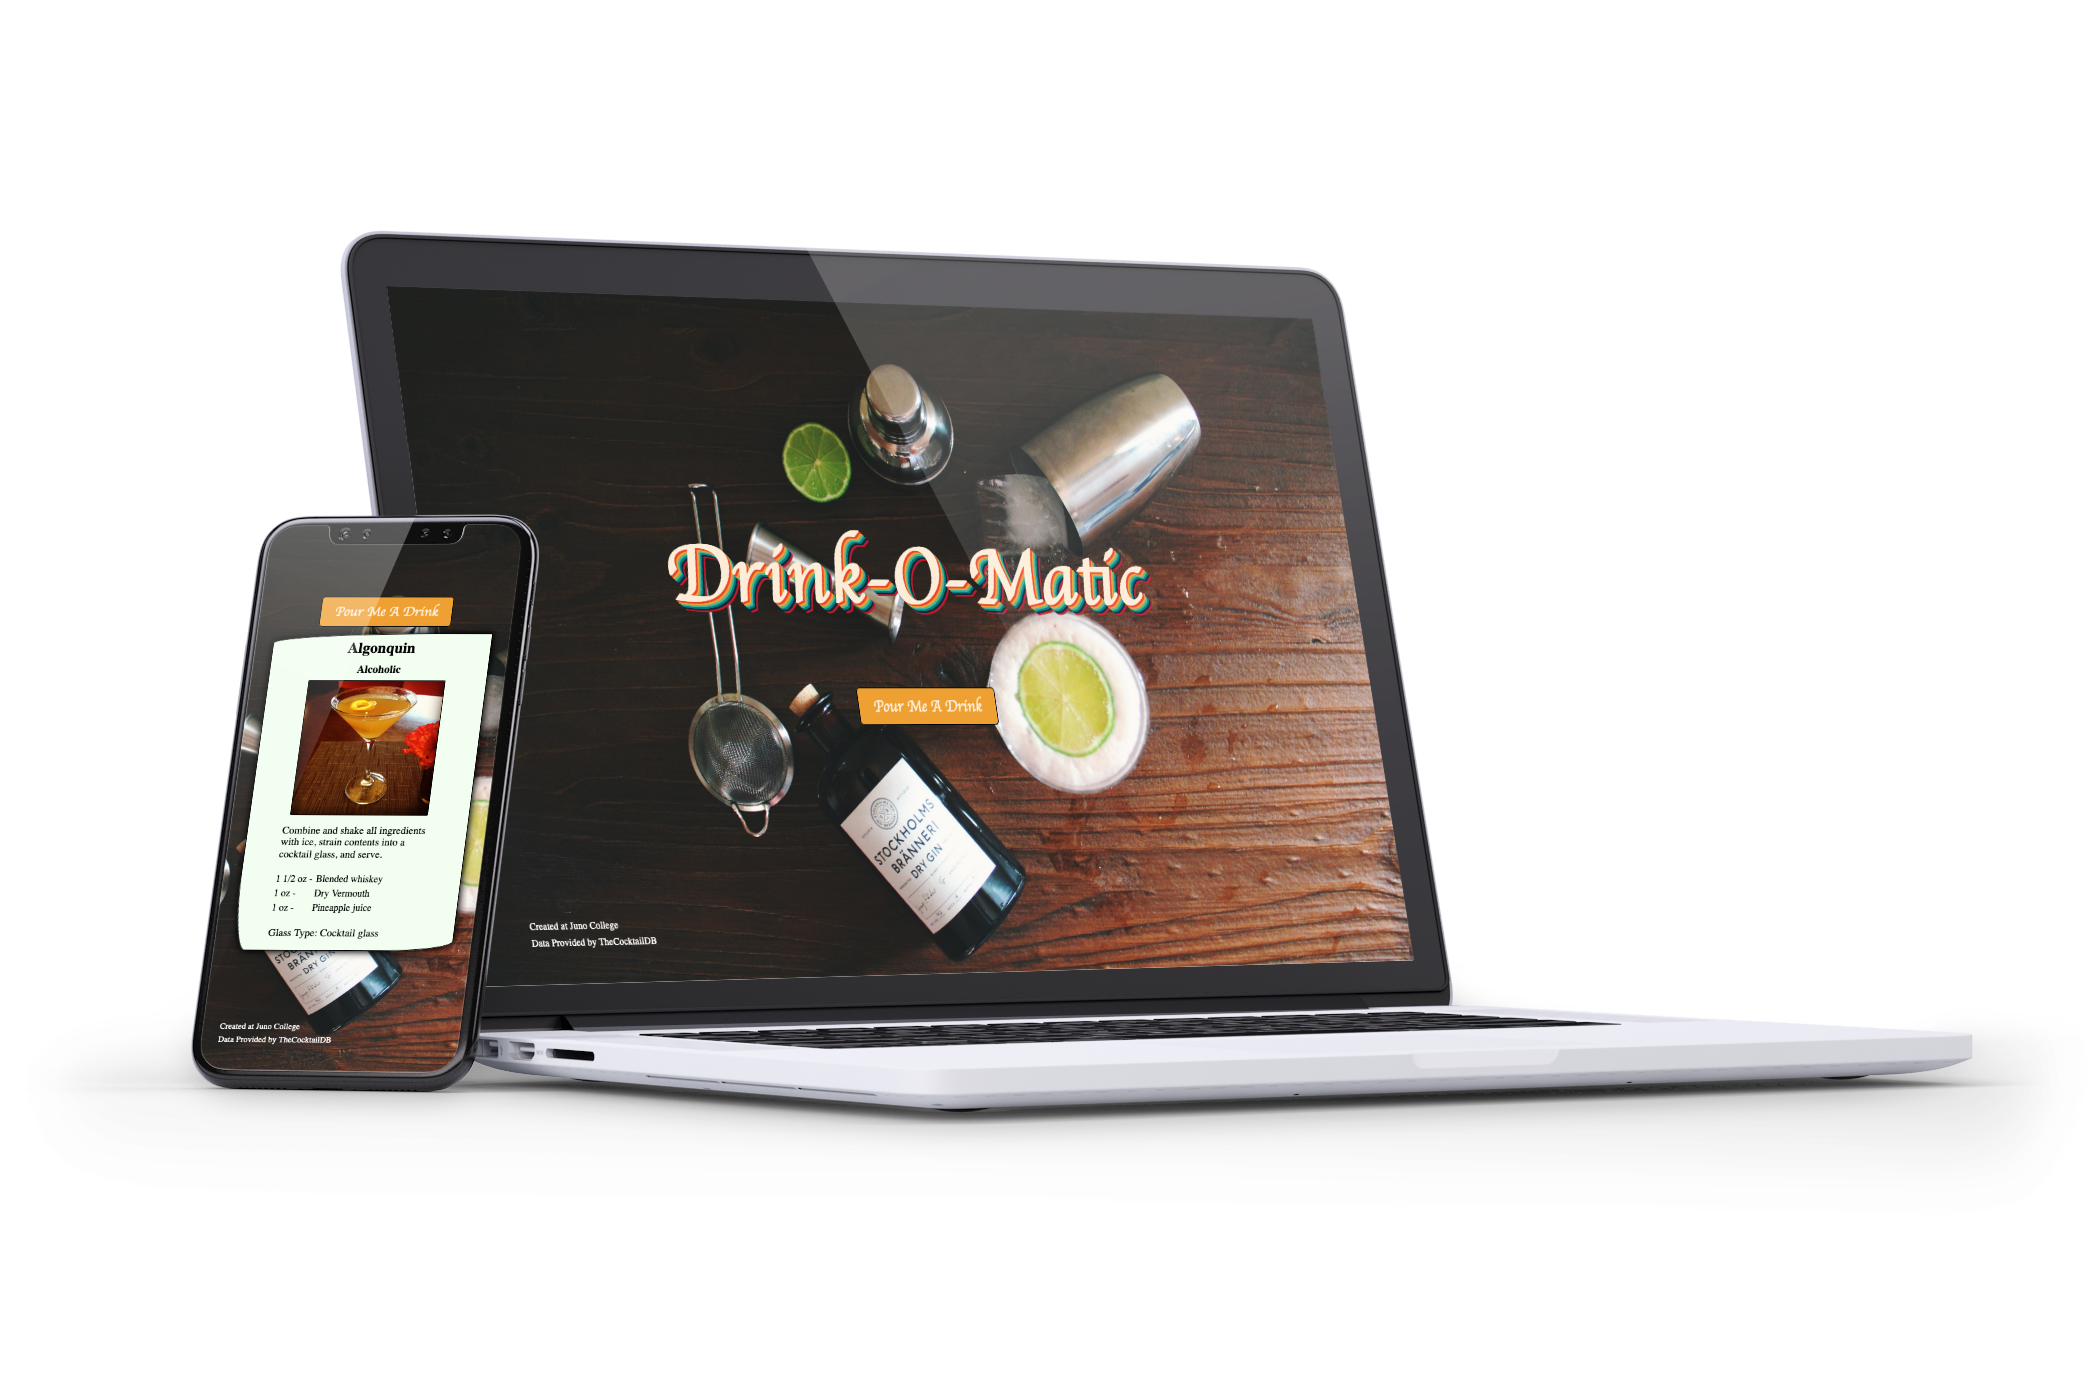 Drink-O-Matic
Pour Me A Drink
STOCKHOLMS
BRÄNNERI
DRY GIN
Created at Juno College
Data Provided by TheCocktailDB
Pour Me A Drink
Algonquin
Alcoholic
Combine and shake all ingredients
with ice, strain contents into a
cocktail glass, and serve.
1 1/2 oz - Blended whiskey
1 oz - Dry Vermouth
1 oz - Pineapple juice
Glass Type: Cocktail glass
DRY GIN
Created at Juno College
Data Provided by TheCocktailDB